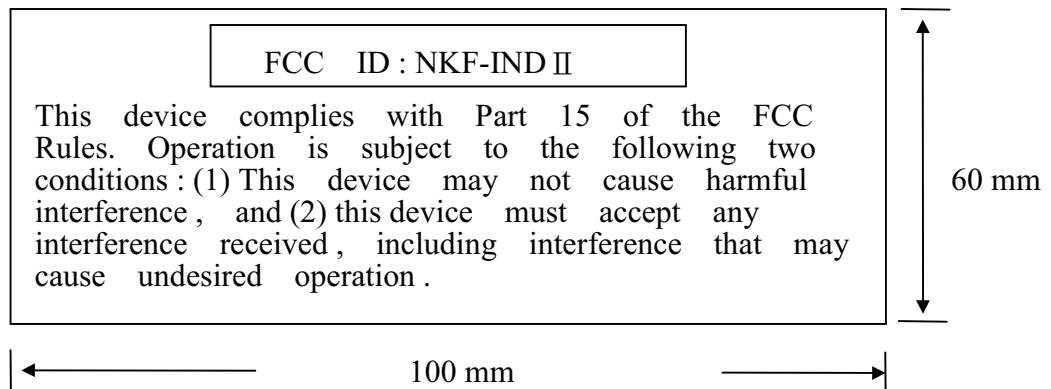 FCC ID : NKF-IND Ⅱ
This device complies with Part 15 of the FCC
Rules. Operation is subject to the following two
conditions : (1) This device may not cause harmful
interference , and (2) this device must accept any
interference received , including interference that may
cause undesired operation .
60 mm
100 mm